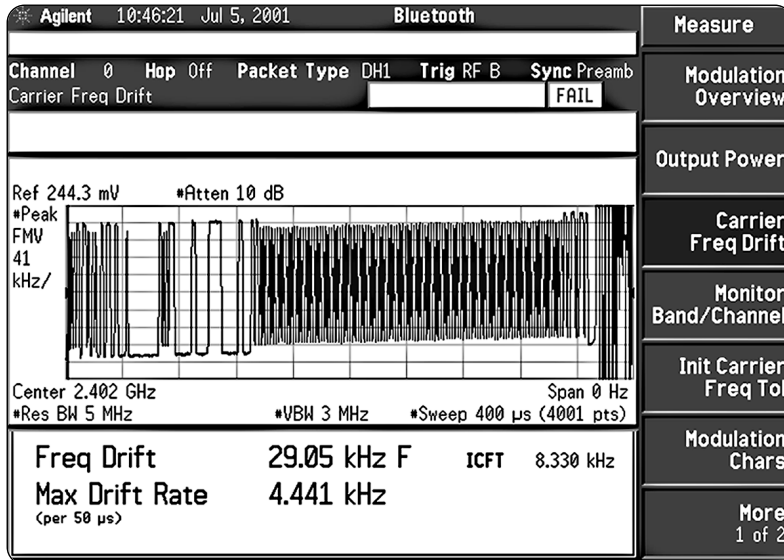 Agilent 10:46:21 Jul 5, 2001 Bluetooth
Channel 0 Hop Off Packet Type DH1 Trig RF B Sync Preamb
Carrier Freq Drift FAIL
Ref 244.3 mV #Atten 10 dB
#Peak
FMV
41
kHz/
Center 2.402 GHz Span 0 Hz
#Res BW 5 MHz #VBW 3 MHz #Sweep 400 µs (4001 pts)
Freq Drift 29.05 kHz F ICFT 8.330 kHz
Max Drift Rate 4.441 kHz
(per 50 µs)
Measure
Modulation
Overview
Output Power
Carrier
Freq Drift
Monitor
Band/Channel
Init Carrier
Freq Tol
Modulation
Chars
More
1 of 2